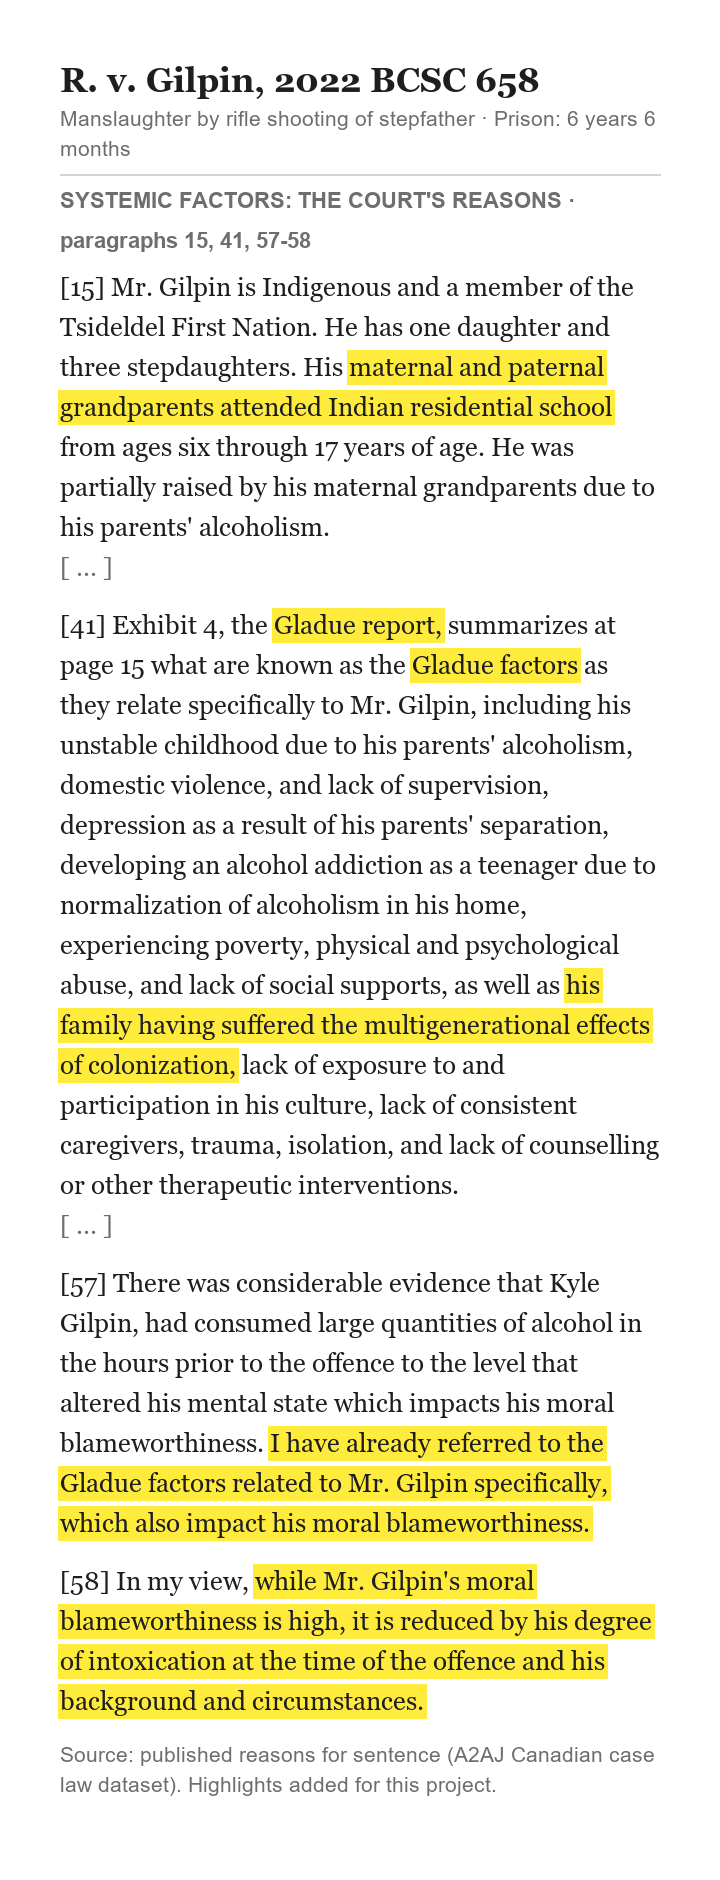 R. v. Gilpin, 2022 BCSC 658
Manslaughter by rifle shooting of stepfather · Prison: 6 years 6
months
SYSTEMIC FACTORS: THE COURT'S REASONS ·
paragraphs 15, 41, 57-58
[15] Mr. Gilpin is Indigenous and a member of the
Tsideldel First Nation. He has one daughter and
three stepdaughters. His maternal and paternal
grandparents attended Indian residential school
from ages six through 17 years of age. He was
partially raised by his maternal grandparents due to
his parents' alcoholism.
[ ... ]
[41] Exhibit 4, the Gladue report, summarizes at
page 15 what are known as the Gladue factors as
they relate specifically to Mr. Gilpin, including his
unstable childhood due to his parents' alcoholism,
domestic violence, and lack of supervision,
depression as a result of his parents' separation,
developing an alcohol addiction as a teenager due to
normalization of alcoholism in his home,
experiencing poverty, physical and psychological
abuse, and lack of social supports, as well as his
family having suffered the multigenerational effects
of colonization, lack of exposure to and
participation in his culture, lack of consistent
caregivers, trauma, isolation, and lack of counselling
or other therapeutic interventions.
[ ... ]
[57] There was considerable evidence that Kyle
Gilpin, had consumed large quantities of alcohol in
the hours prior to the offence to the level that
altered his mental state which impacts his moral
blameworthiness. I have already referred to the
Gladue factors related to Mr. Gilpin specifically,
which also impact his moral blameworthiness.
[58] In my view, while Mr. Gilpin's moral
blameworthiness is high, it is reduced by his degree
of intoxication at the time of the offence and his
background and circumstances.
Source: published reasons for sentence (A2AJ Canadian case
law dataset). Highlights added for this project.